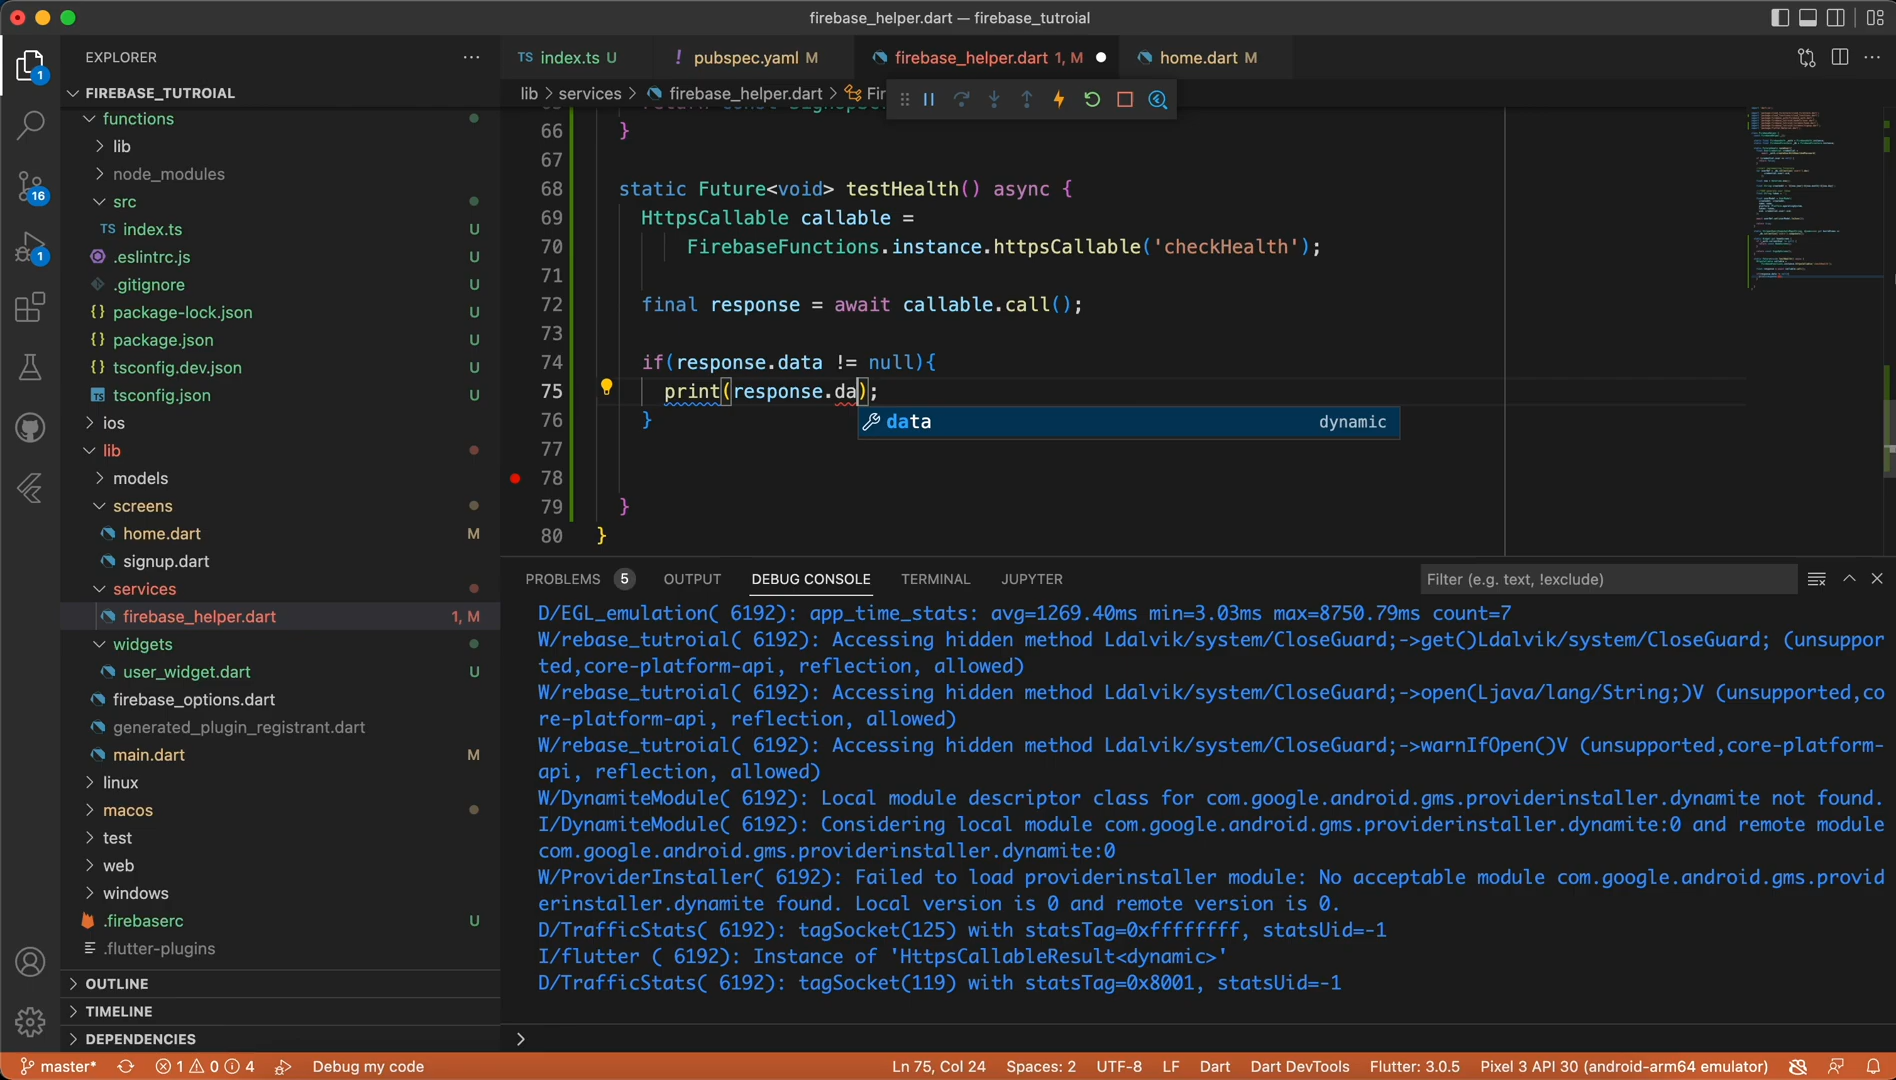 firebase_helper.dart — firebase_tutroial
EXPLORER
TS index.ts U
! pubspec.yaml M
firebase_helper.dart 1, M
home.dart M
lib > services > firebase_helper.dart > Fir
FIREBASE_TUTROIAL
functions
lib
node_modules
src
TS index.ts U
.eslintrc.js U
.gitignore U
{} package-lock.json U
{} package.json U
{} tsconfig.dev.json U
TS tsconfig.json U
ios
lib
models
screens
home.dart M
signup.dart
services
firebase_helper.dart 1, M
widgets
user_widget.dart U
firebase_options.dart
generated_plugin_registrant.dart
main.dart M
linux
macos
test
web
windows
.firebaserc U
.flutter-plugins
OUTLINE
TIMELINE
DEPENDENCIES
1
16
1
66 }
67
68 static Future<void> testHealth() async {
69 HttpsCallable callable =
70 FirebaseFunctions.instance.httpsCallable('checkHealth');
71
72 final response = await callable.call();
73
74 if(response.data != null){
75 print(response.da);
76 }
data dynamic
77
78
79 }
80 }
PROBLEMS 5 OUTPUT DEBUG CONSOLE TERMINAL JUPYTER
Filter (e.g. text, !exclude)
D/EGL_emulation( 6192): app_time_stats: avg=1269.40ms min=3.03ms max=8750.79ms count=7
W/rebase_tutroial( 6192): Accessing hidden method Ldalvik/system/CloseGuard;->get()Ldalvik/system/CloseGuard; (unsuppor
ted,core-platform-api, reflection, allowed)
W/rebase_tutroial( 6192): Accessing hidden method Ldalvik/system/CloseGuard;->open(Ljava/lang/String;)V (unsupported,co
re-platform-api, reflection, allowed)
W/rebase_tutroial( 6192): Accessing hidden method Ldalvik/system/CloseGuard;->warnIfOpen()V (unsupported,core-platform-
api, reflection, allowed)
W/DynamiteModule( 6192): Local module descriptor class for com.google.android.gms.providerinstaller.dynamite not found.
I/DynamiteModule( 6192): Considering local module com.google.android.gms.providerinstaller.dynamite:0 and remote module
com.google.android.gms.providerinstaller.dynamite:0
W/ProviderInstaller( 6192): Failed to load providerinstaller module: No acceptable module com.google.android.gms.provid
erinstaller.dynamite found. Local version is 0 and remote version is 0.
D/TrafficStats( 6192): tagSocket(125) with statsTag=0xffffffff, statsUid=-1
I/flutter ( 6192): Instance of 'HttpsCallableResult<dynamic>'
D/TrafficStats( 6192): tagSocket(119) with statsTag=0x8001, statsUid=-1
>
master* 1 0 4 Debug my code Ln 75, Col 24 Spaces: 2 UTF-8 LF Dart Dart DevTools Flutter: 3.0.5 Pixel 3 API 30 (android-arm64 emulator)